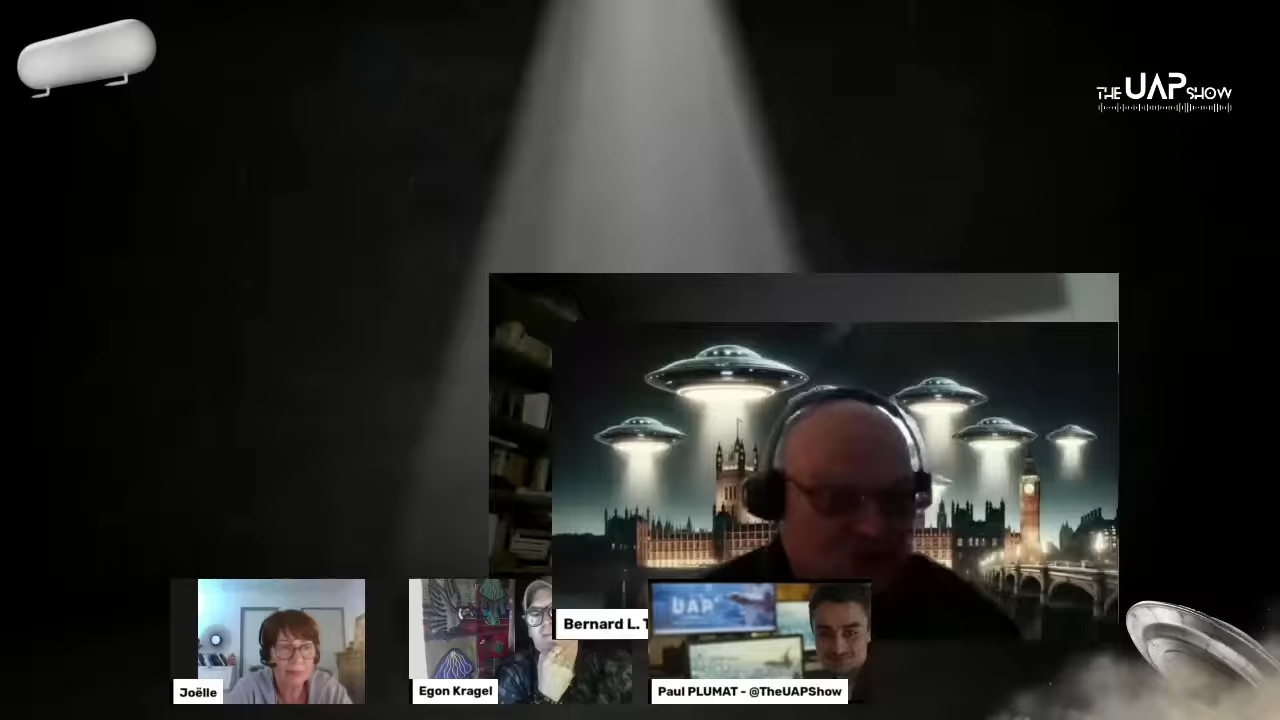 THE UAP SHOW
UAP
Bernard L.
Joëlle
Egon Kragel
Paul PLUMAT - @TheUAPShow